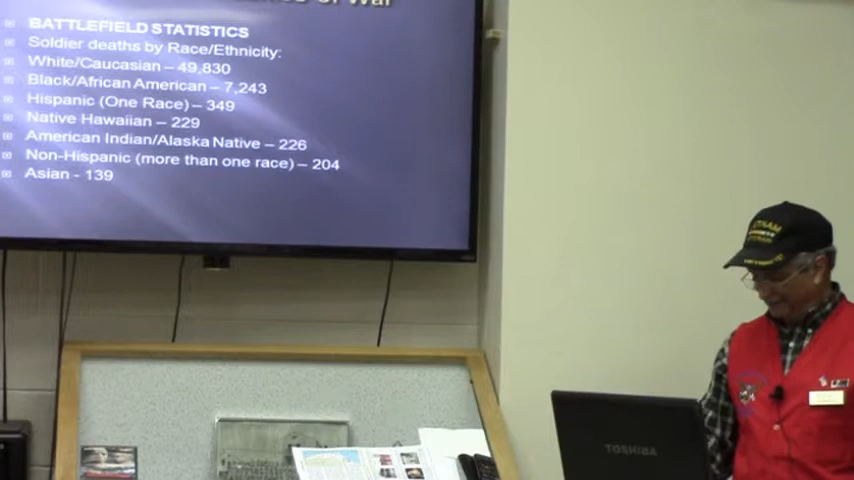 of War
BATTLEFIELD STATISTICS
Soldier deaths by Race/Ethnicity:
White/Caucasian – 49,830
Black/African American – 7,243
Hispanic (One Race) – 349
Native Hawaiian – 229
American Indian/Alaska Native – 226
Non-Hispanic (more than one race) – 204
Asian - 139
TOSHIBA